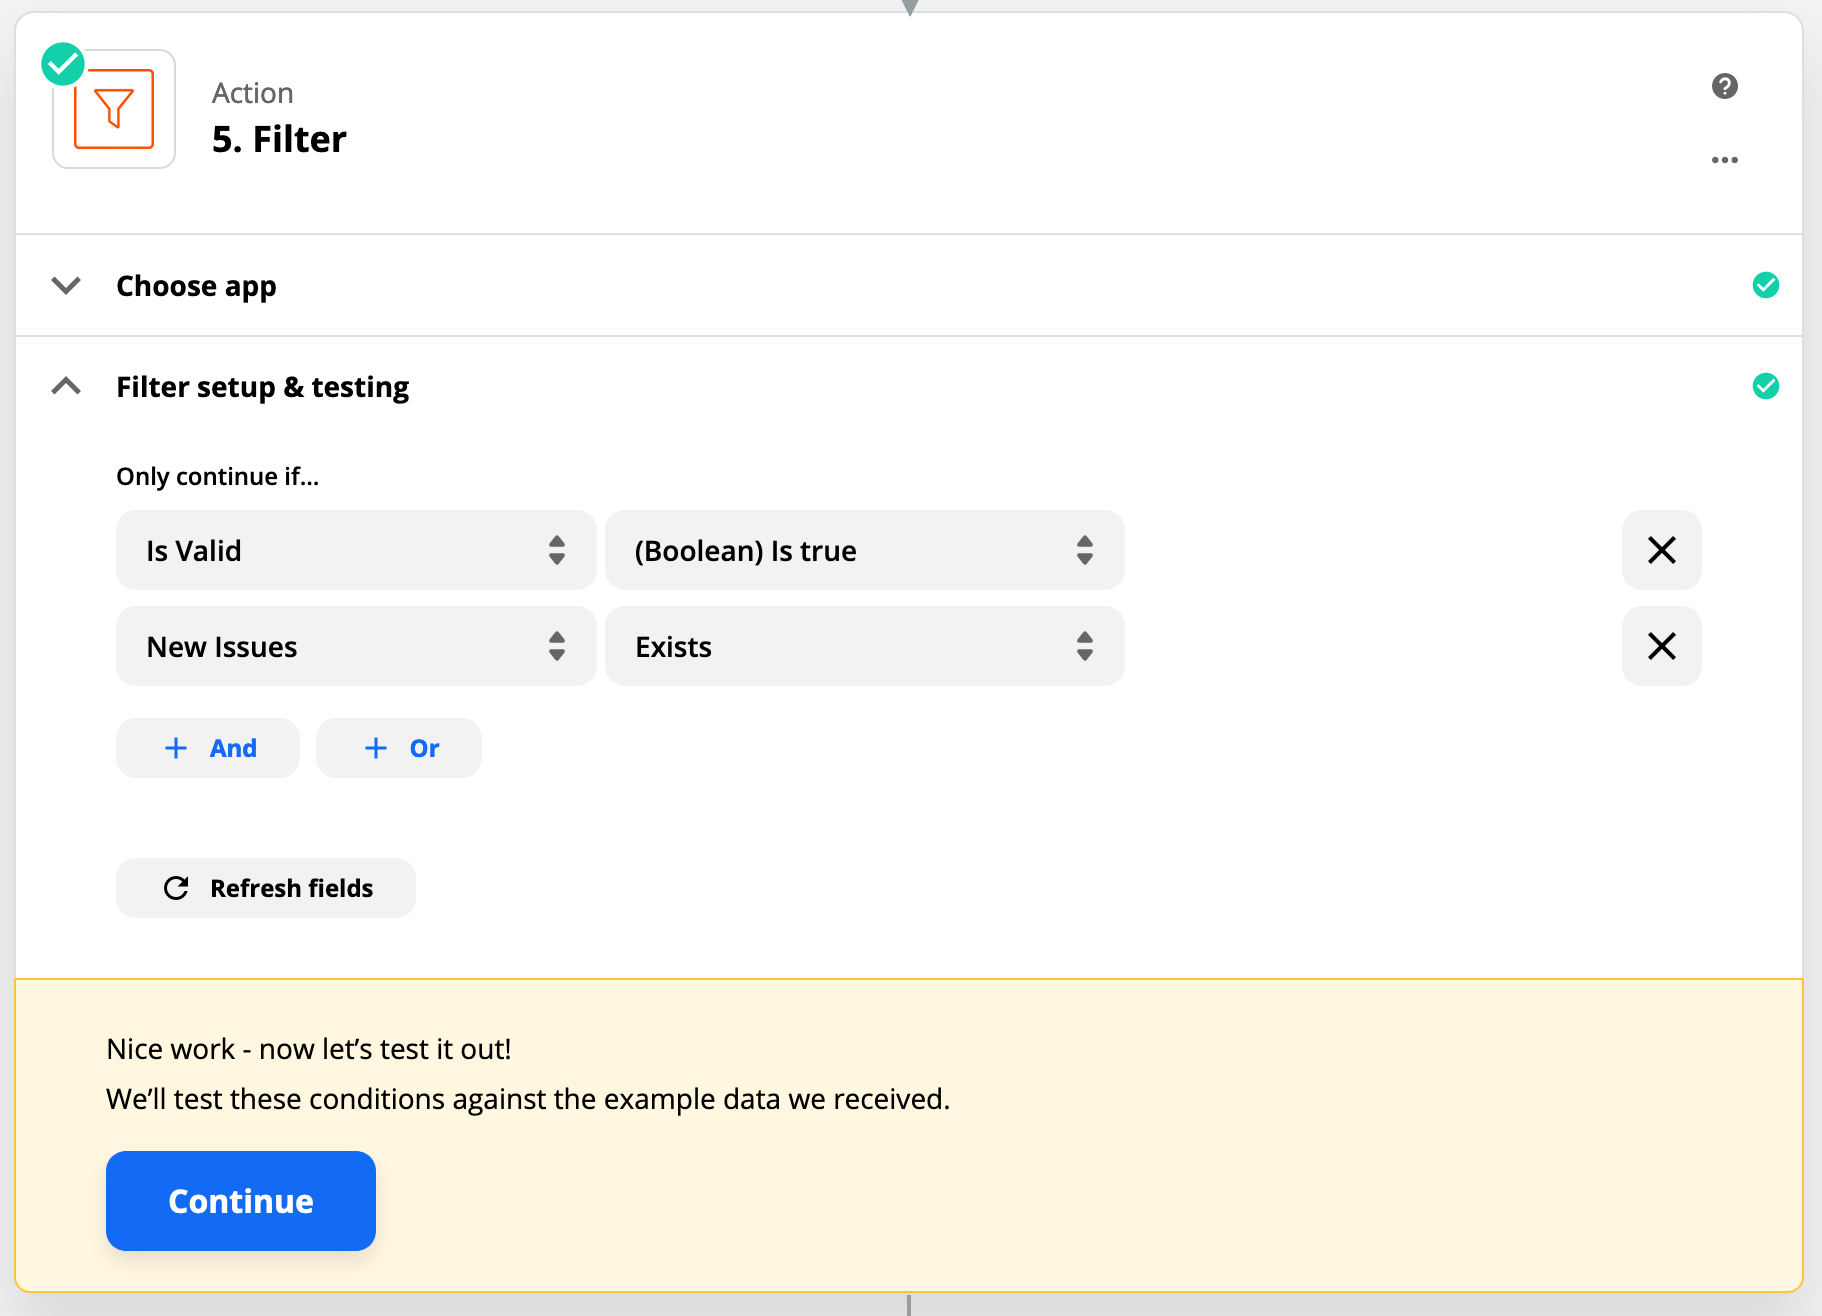 Action
5. Filter
Choose app
Filter setup & testing
Only continue if…
Is Valid
(Boolean) Is true
New Issues
Exists
And
Or
Refresh fields
Nice work - now let’s test it out!
We’ll test these conditions against the example data we received.
Continue